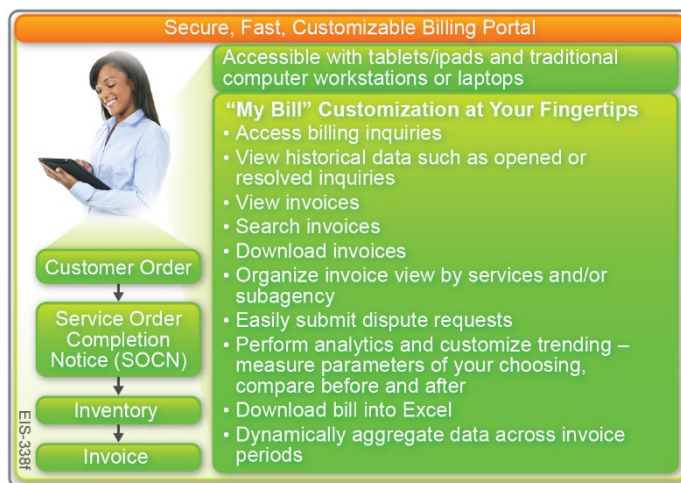 Secure, Fast, Customizable Billing Portal
Accessible with tablets/ipads and traditional
computer workstations or laptops
“My Bill” Customization at Your Fingertips
• Access billing inquiries
• View historical data such as opened or
resolved inquiries
• View invoices
• Search invoices
• Download invoices
• Organize invoice view by services and/or
subagency
• Easily submit dispute requests
• Perform analytics and customize trending –
measure parameters of your choosing,
compare before and after
• Download bill into Excel
• Dynamically aggregate data across invoice
periods
Customer Order
Service Order
Completion
Notice (SOCN)
Inventory
Invoice
EIS-338f